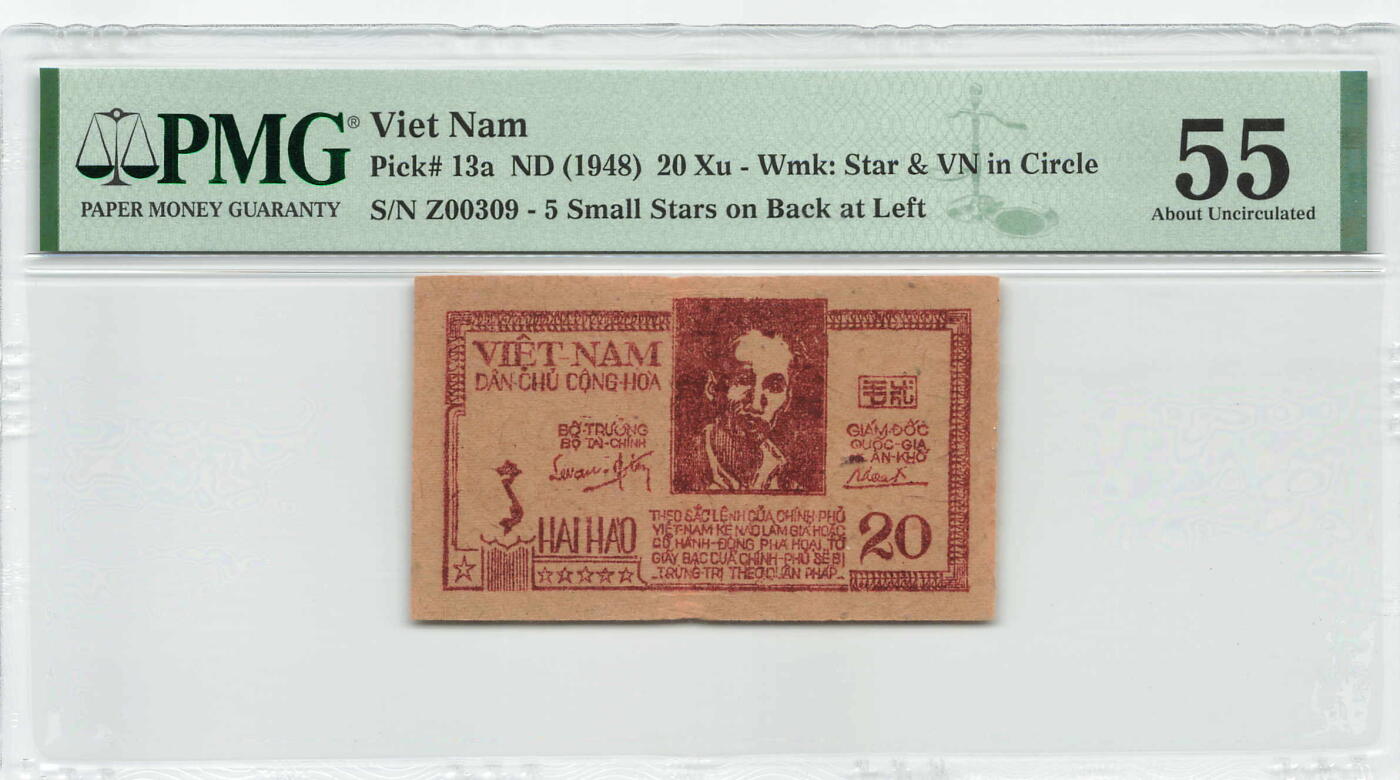 PMG®
PAPER MONEY GUARANTY
Viet Nam
Pick# 13a ND (1948) 20 Xu - Wmk: Star & VN in Circle
S/N Z00309 - 5 Small Stars on Back at Left
55
About Uncirculated
VIỆT-NAM
DÂN-CHỦ CỘNG-HÒA
BỘ-TRƯỞNG
BỘ TÀI-CHÍNH
GIÁM-ĐỐC
QUỐC-GIA
ẤN-KHỐ
HAI HÀO
THEO SẮC LỆNH CỦA CHÍNH-PHỦ
VIỆT-NAM KẺ NÀO LÀM GIẢ HOẶC
CÓ HÀNH-ĐỘNG PHÁ HOẠI TỜ
GIẤY BẠC CỦA CHÍNH-PHỦ SẼ BỊ
TRỪNG-TRỊ THEO QUÂN PHÁP
20